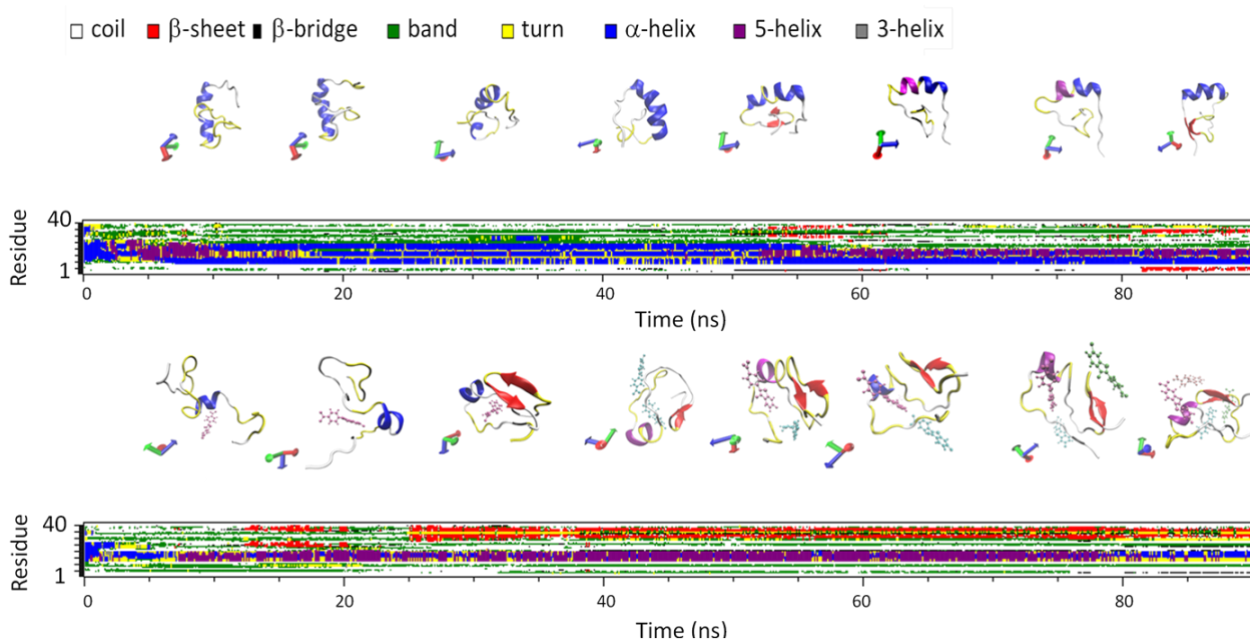 coil β-sheet β-bridge band turn α-helix 5-helix 3-helix
Residue
40
1
0 20 40 60 80
Time (ns)
Residue
40
1
0 20 40 60 80
Time (ns)